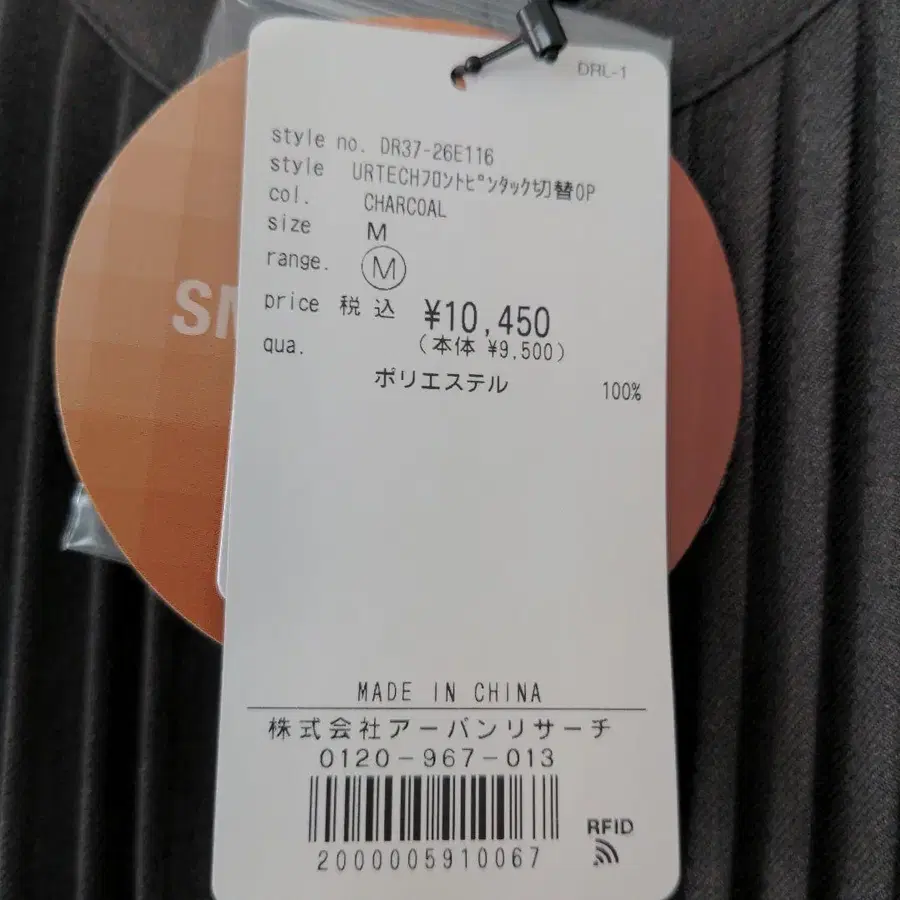 DRL-1
style no. DR37-26E116
style URTECHﾌﾛﾝﾄﾋﾟﾝﾀｯｸ切替OP
col. CHARCOAL
size M
range. Ⓜ
price 税込 ¥10,450
(本体 ¥9,500)
qua.
ポリエステル 100%
SM
MADE IN CHINA
株式会社アーバンリサーチ
0120-967-013
RFID
2000005910067